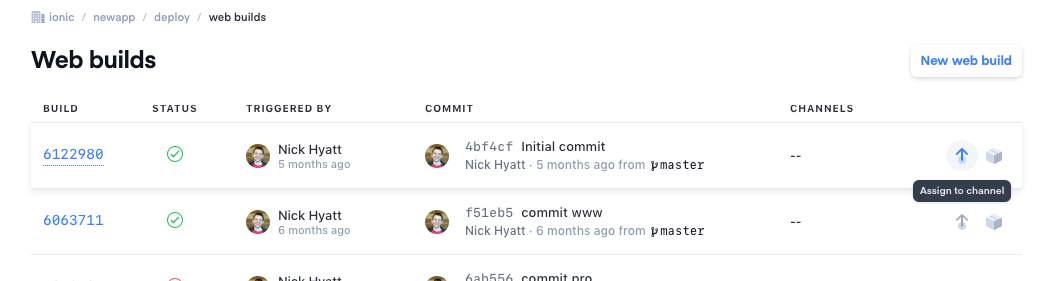 ionic / newapp / deploy / web builds
Web builds
New web build
BUILD STATUS TRIGGERED BY COMMIT CHANNELS
6122980 Nick Hyatt 4bf4cf Initial commit --
5 months ago Nick Hyatt · 5 months ago from master
Assign to channel
6063711 Nick Hyatt f51eb5 commit www --
6 months ago Nick Hyatt · 6 months ago from master
Nick Hyatt 6ab556 commit pro